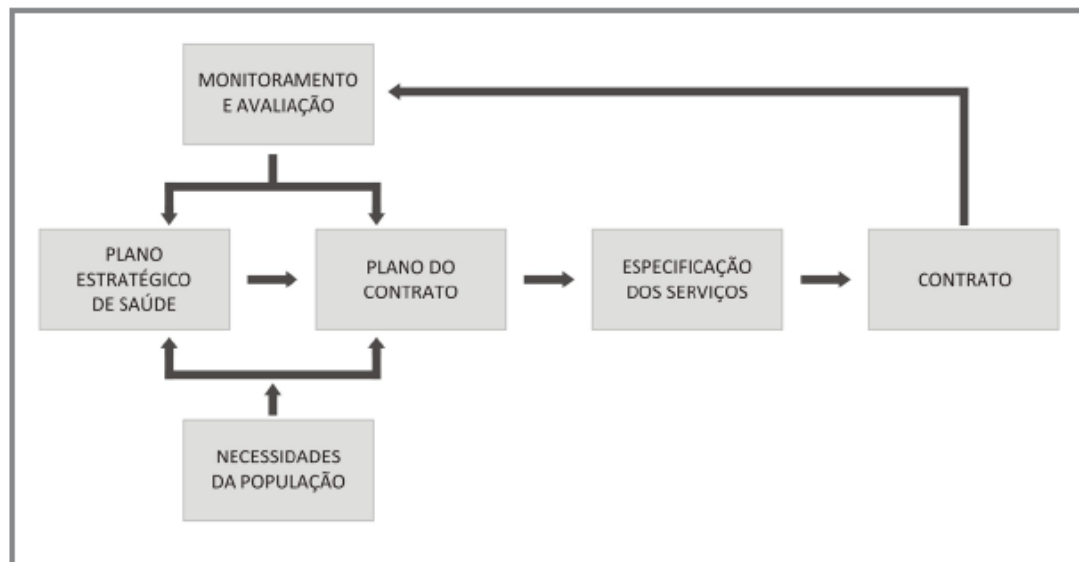 MONITORAMENTO
E AVALIAÇÃO
PLANO
ESTRATÉGICO
DE SAÚDE
PLANO DO
CONTRATO
ESPECIFICAÇÃO
DOS SERVIÇOS
CONTRATO
NECESSIDADES
DA POPULAÇÃO